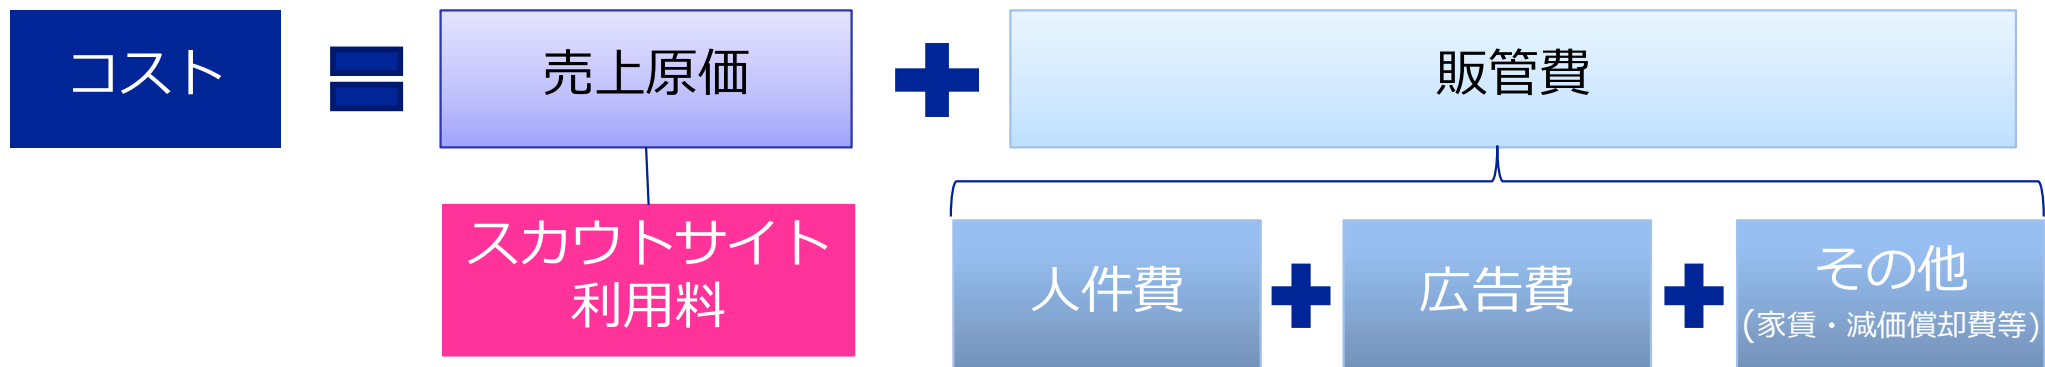 コスト
売上原価
販管費
スカウトサイト
利用料
人件費
広告費
その他
(家賃・減価償却費等)